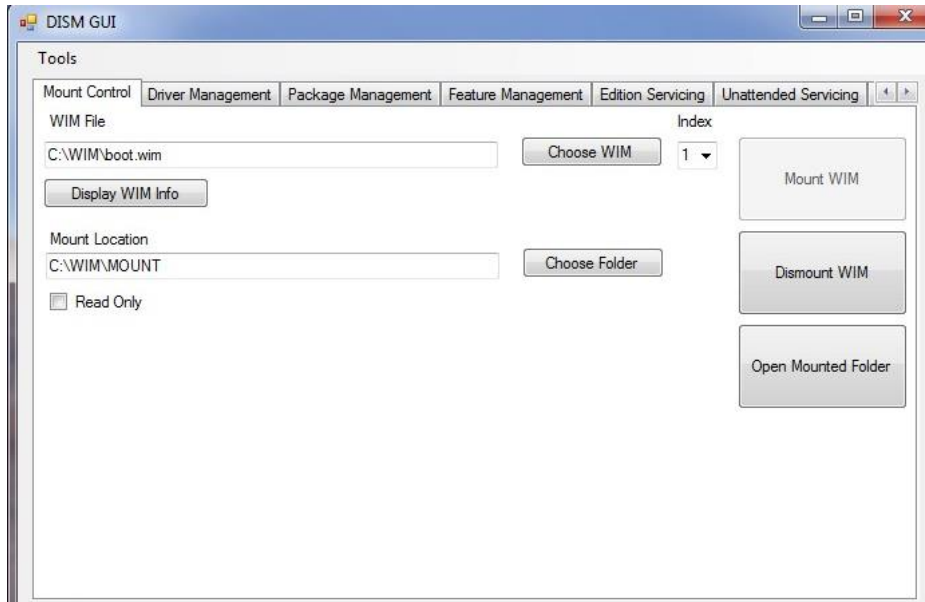 DISM GUI
Tools
Mount Control Driver Management Package Management Feature Management Edition Servicing Unattended Servicing
WIM File Index
C:\WIM\boot.wim Choose WIM 1
Mount WIM
Display WIM Info
Mount Location
C:\WIM\MOUNT Choose Folder
Dismount WIM
Read Only
Open Mounted Folder